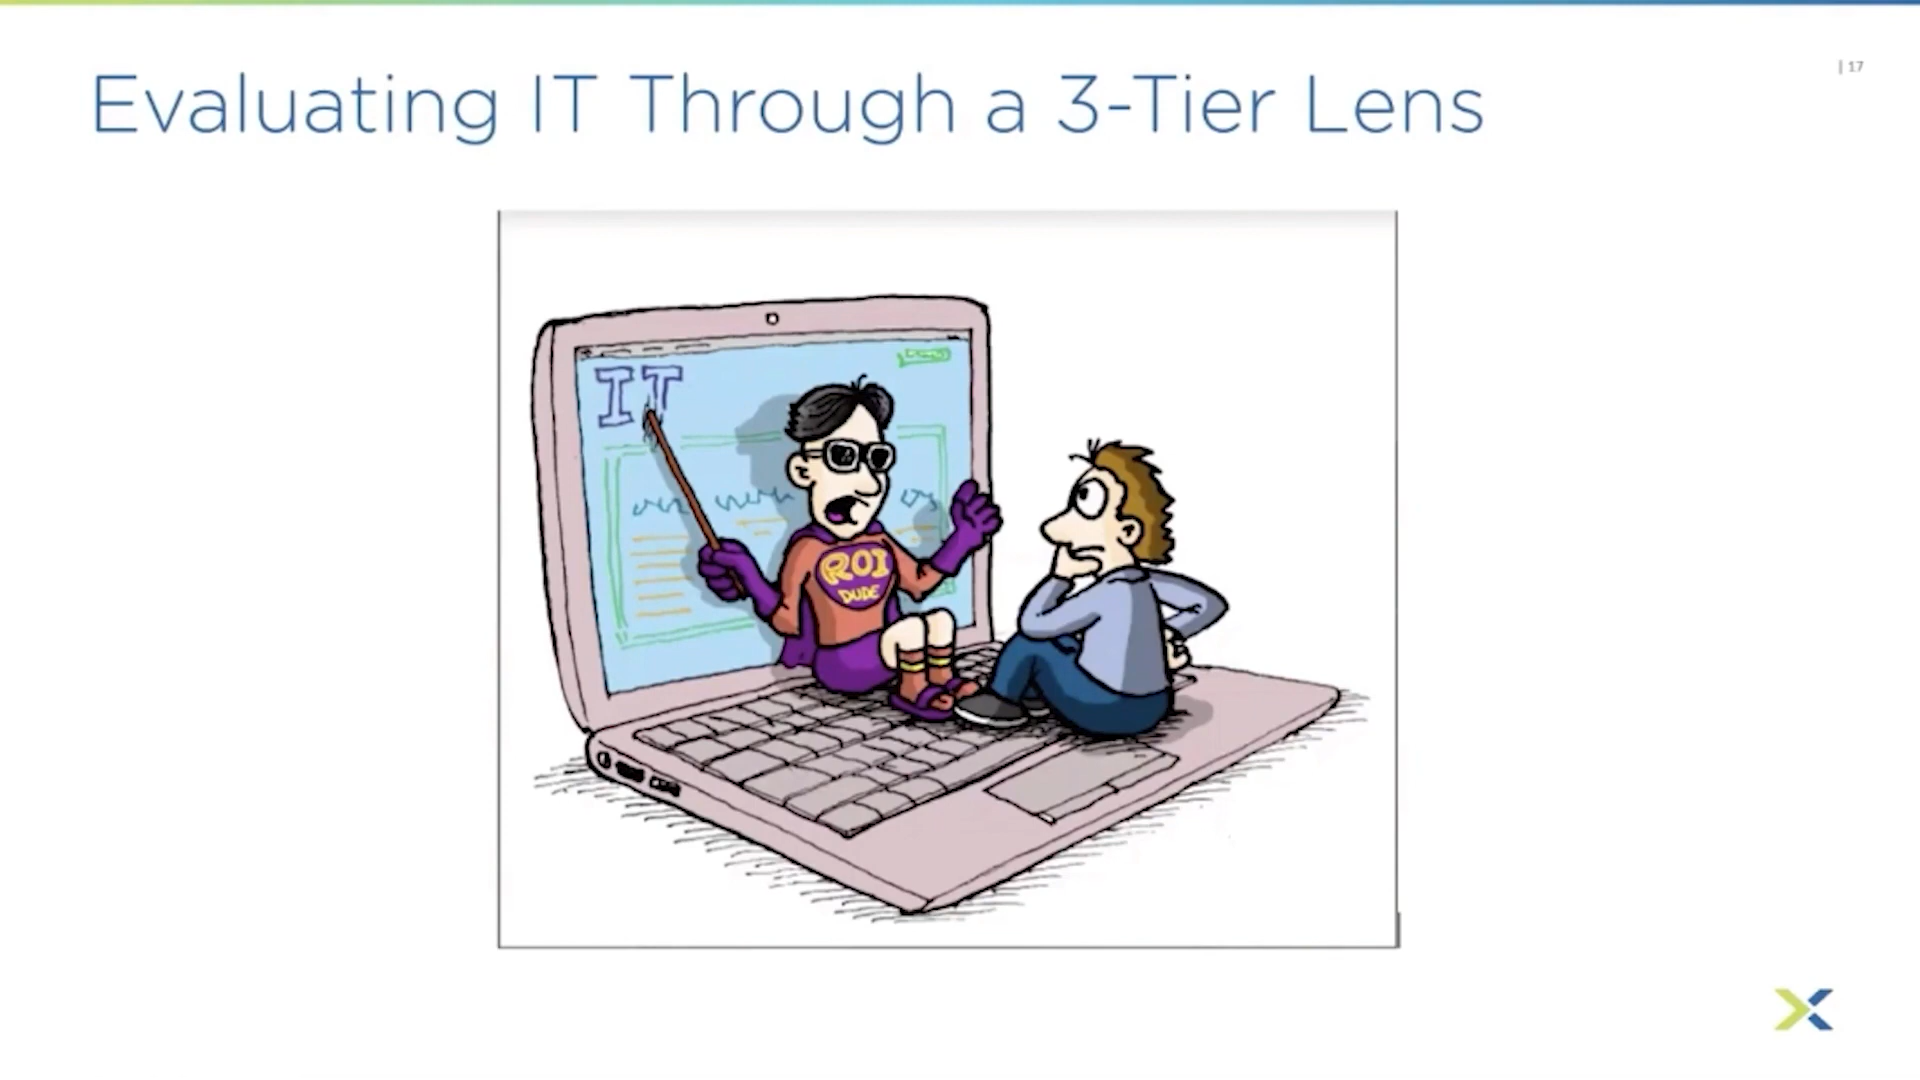 Evaluating IT Through a 3-Tier Lens
| 17
IT
ROI
DUDE